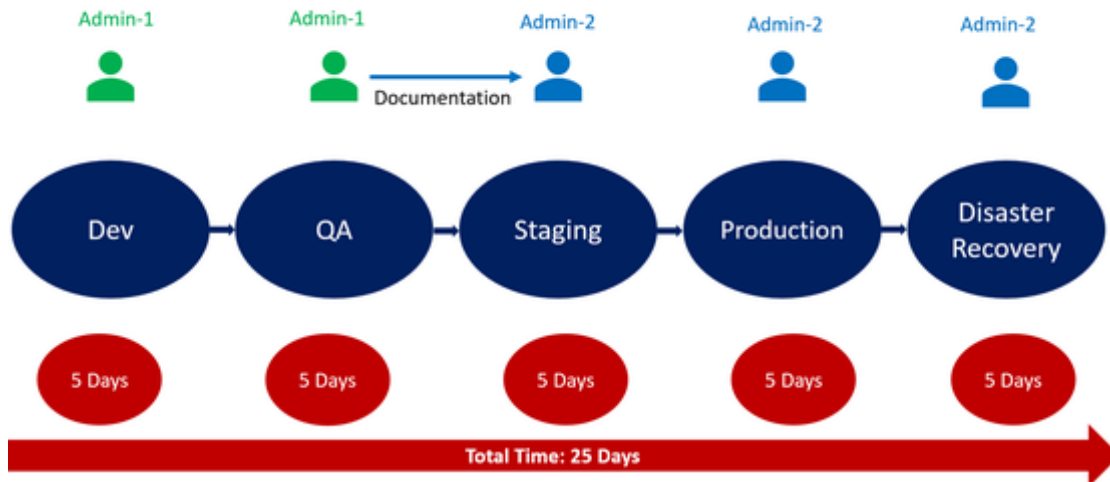 Admin-1
Admin-1
Admin-2
Admin-2
Admin-2
Documentation
Dev
QA
Staging
Production
Disaster
Recovery
5 Days
5 Days
5 Days
5 Days
5 Days
Total Time: 25 Days